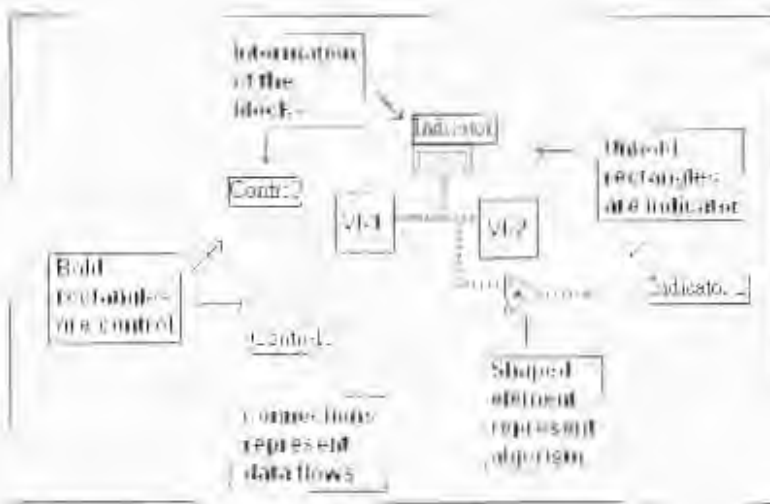 Information
of the
block
Indicator
Unbold
rectangles
are indicator
Control
VI-1
VI-2
Bold
rectangles
are control
Indicator
Control
Shaped
element
represent
algorism
Connections
represent
data flows